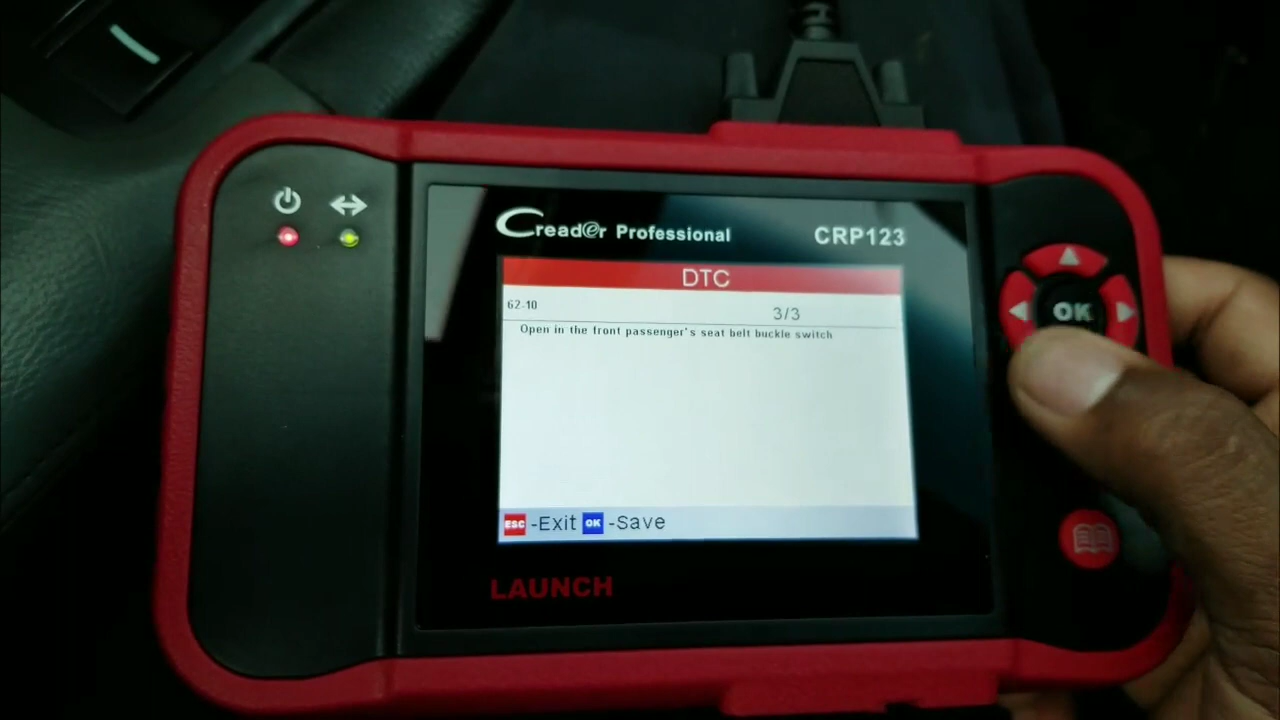 Creader Professional
CRP123
DTC
62-10
3/3
Open in the front passenger's seat belt buckle switch
ESC -Exit OK -Save
OK
LAUNCH